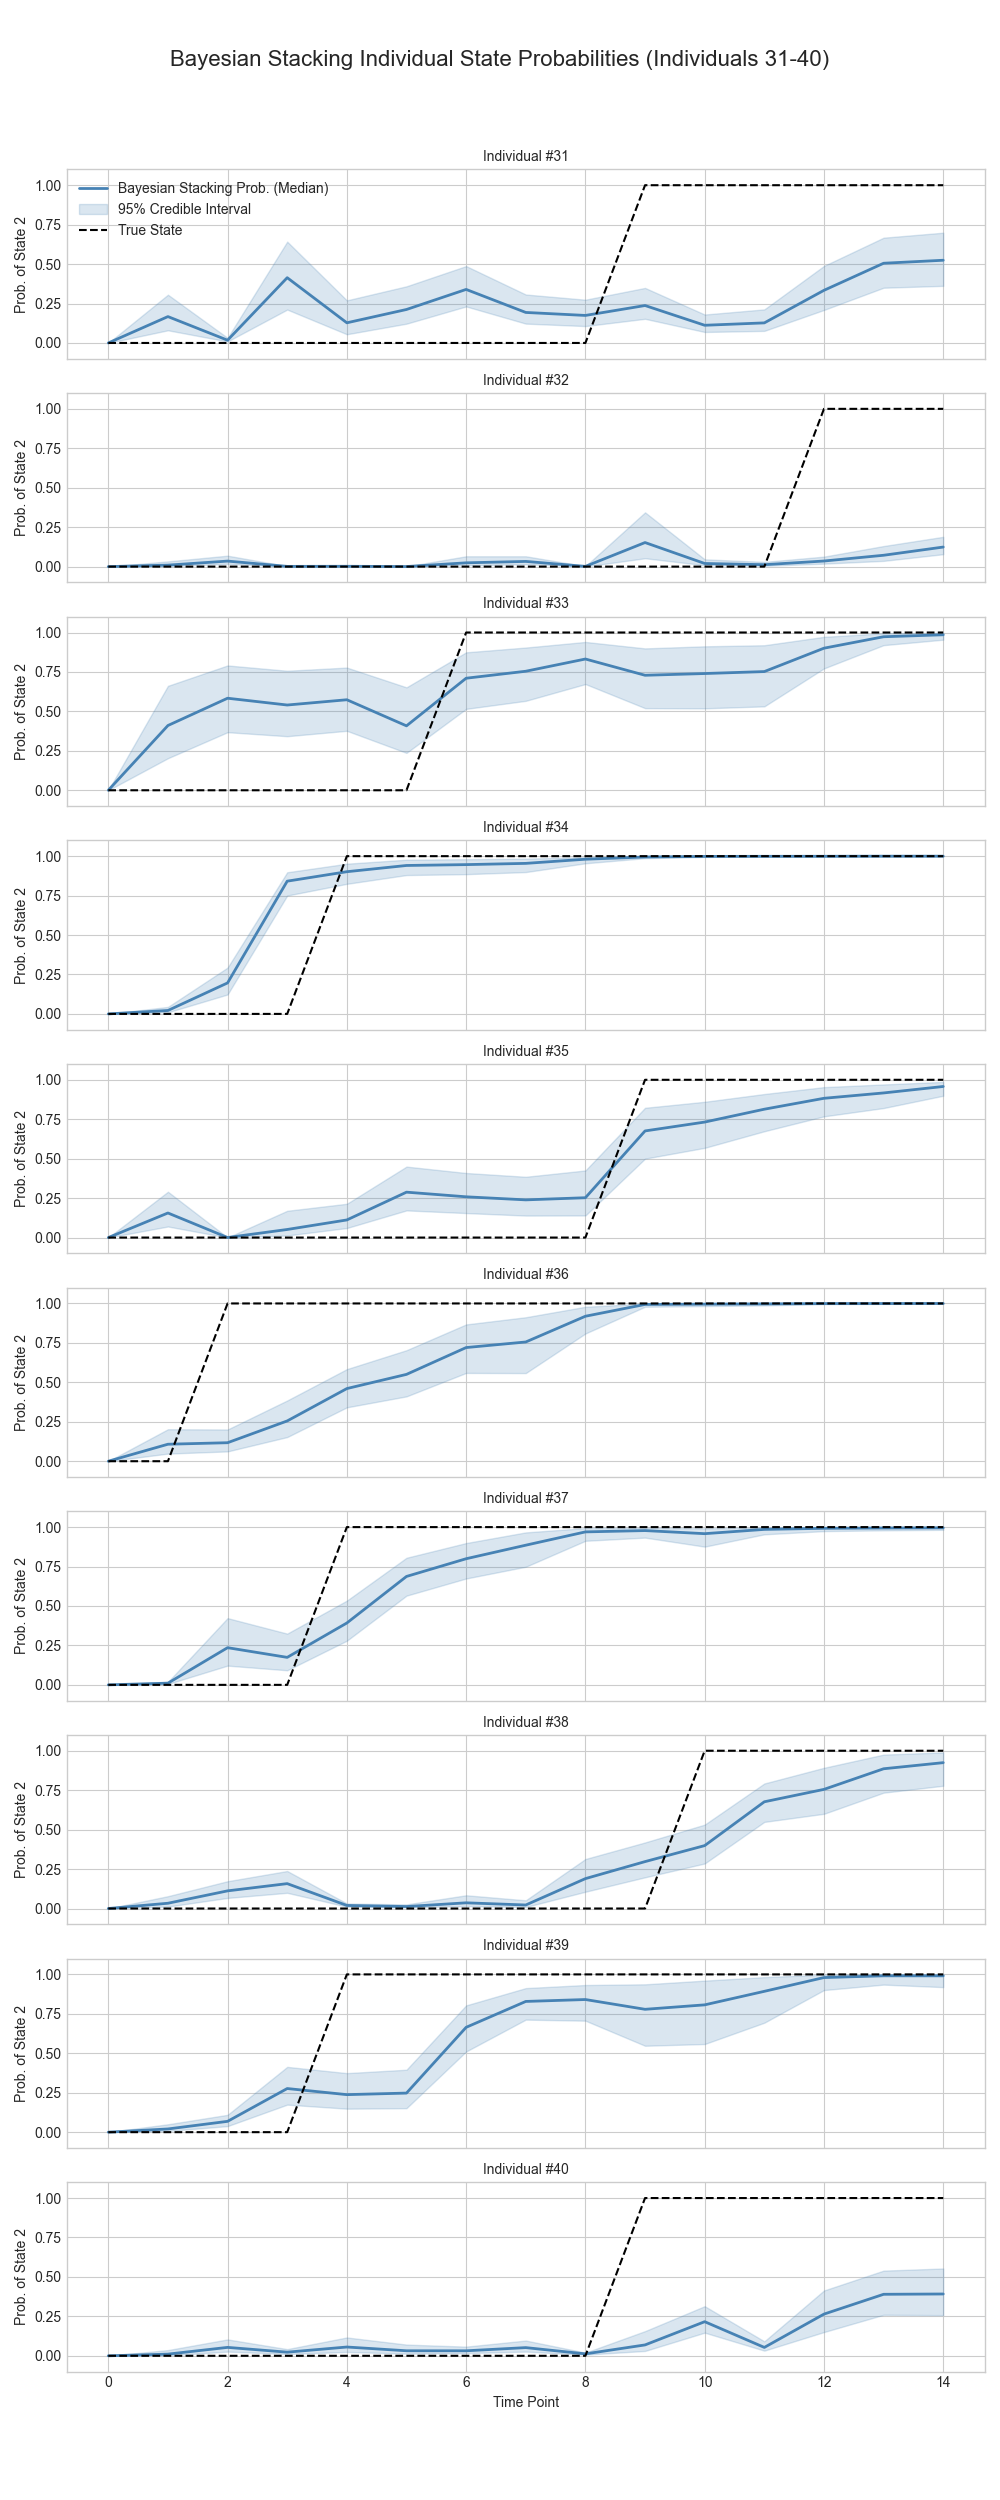 Bayesian Stacking Individual State Probabilities (Individuals 31-40)
Individual #31
Bayesian Stacking Prob. (Median)
95% Credible Interval
True State
Prob. of State 2
1.00
0.75
0.50
0.25
0.00
Individual #32
Prob. of State 2
1.00
0.75
0.50
0.25
0.00
Individual #33
Prob. of State 2
1.00
0.75
0.50
0.25
0.00
Individual #34
Prob. of State 2
1.00
0.75
0.50
0.25
0.00
Individual #35
Prob. of State 2
1.00
0.75
0.50
0.25
0.00
Individual #36
Prob. of State 2
1.00
0.75
0.50
0.25
0.00
Individual #37
Prob. of State 2
1.00
0.75
0.50
0.25
0.00
Individual #38
Prob. of State 2
1.00
0.75
0.50
0.25
0.00
Individual #39
Prob. of State 2
1.00
0.75
0.50
0.25
0.00
Individual #40
Prob. of State 2
1.00
0.75
0.50
0.25
0.00
0 2 4 6 8 10 12 14
Time Point